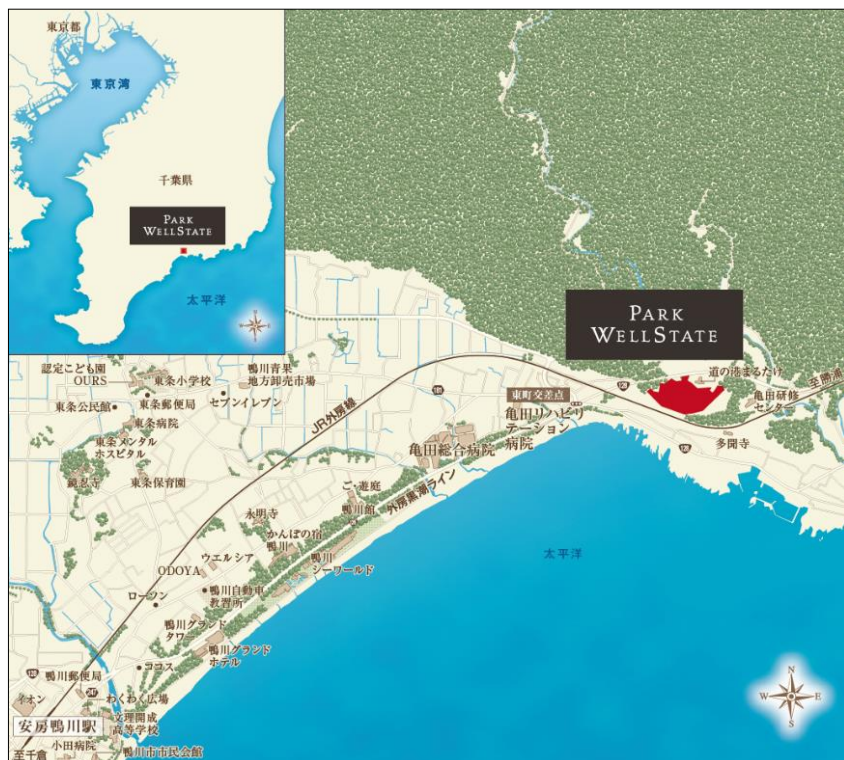 東京都
東京湾
千葉県
PARK
WELLSTATE
太平洋
PARK
WELLSTATE
認定こども園
OURS
東条小学校
鴨川青果
地方卸売市場
東条公民館
東条郵便局
セブンイレブン
東条病院
東条メンタル
ホスピタル
鏡忍寺
東条保育園
JR外房線
128
東町交差点
亀田リハビリ
テーション
病院
亀田総合病院
128
道の港まるたけ
至勝浦
亀田研修
センター
多聞寺
128
ご・遊庭
鴨川館
外房黒潮ライン
永明寺
かんぽの宿
鴨川
鴨川
シーワールド
太平洋
ウエルシア
ODOYA
ローソン
鴨川自動車
教習所
鴨川グランド
タワー
鴨川グランド
ホテル
ココス
128
鴨川郵便局
247
わくわく広場
イオン
安房鴨川駅
文理開成
高等学校
小田病院
至千倉
鴨川市市民会館
N
W
E
S